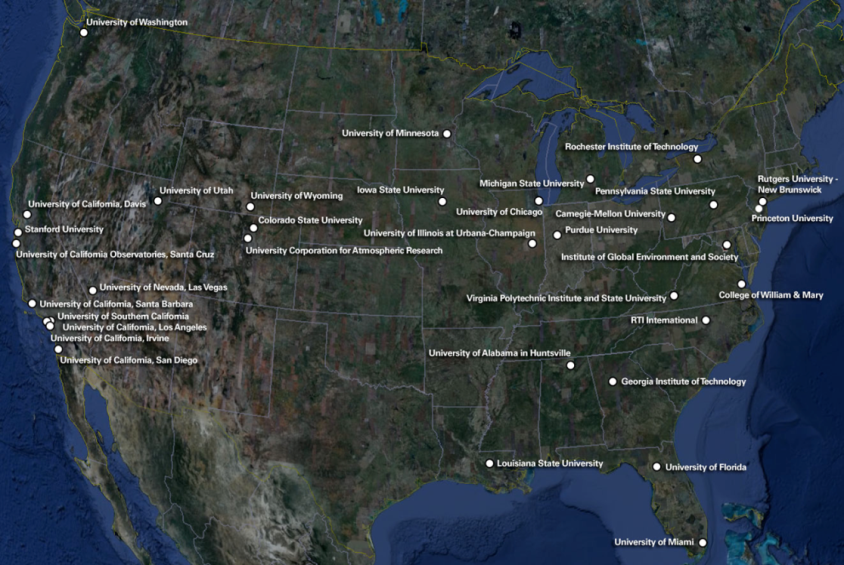 University of Washington
University of Minnesota
Rochester Institute of Technology
Michigan State University
Rutgers University -
New Brunswick
University of Utah
Iowa State University
Pennsylvania State University
University of Wyoming
University of California, Davis
University of Chicago
Carnegie-Mellon University
Princeton University
Colorado State University
Stanford University
University of Illinois at Urbana-Champaign
Purdue University
University Corporation for Atmospheric Research
University of California Observatories, Santa Cruz
Institute of Global Environment and Society
University of Nevada, Las Vegas
College of William & Mary
Virginia Polytechnic Institute and State University
University of California, Santa Barbara
University of Southern California
RTI International
University of California, Los Angeles
University of California, Irvine
University of Alabama in Huntsville
University of California, San Diego
Georgia Institute of Technology
Louisiana State University
University of Florida
University of Miami